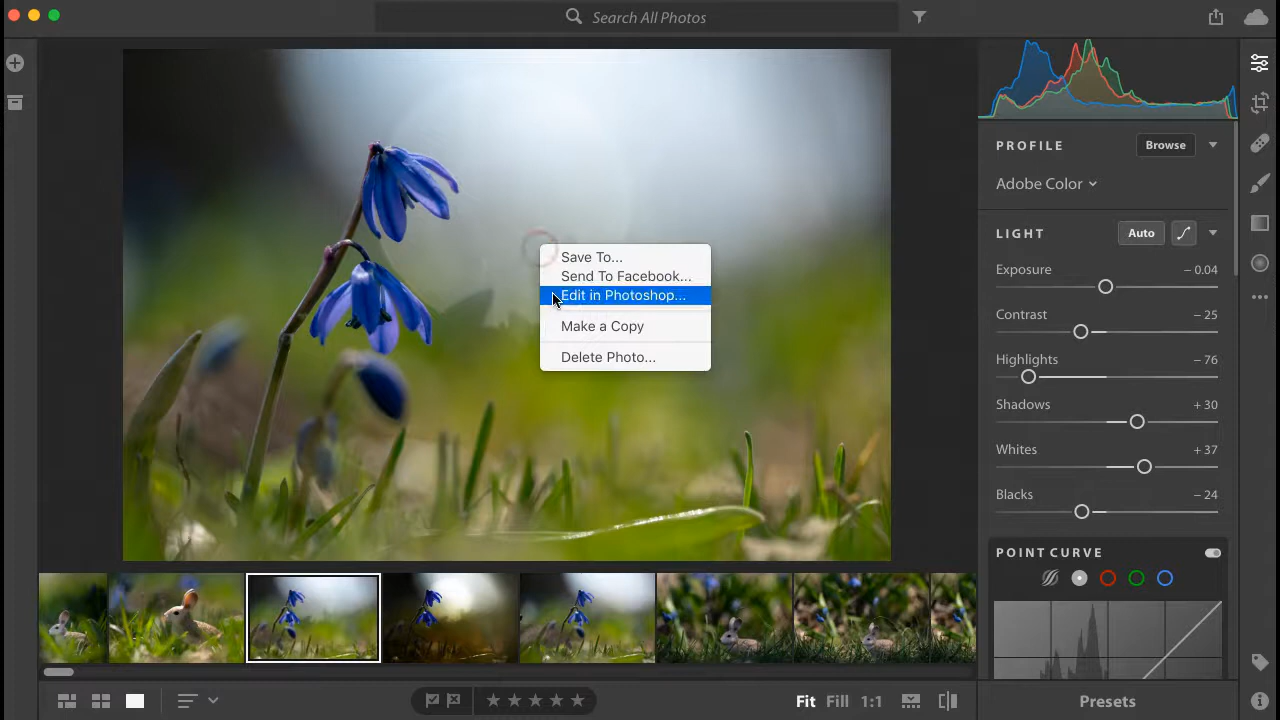 Search All Photos
PROFILE
Browse
Adobe Color
LIGHT
Auto
Exposure
– 0.04
Contrast
– 25
Highlights
– 76
Shadows
+ 30
Whites
+ 37
Blacks
– 24
POINT CURVE
Save To...
Send To Facebook...
Edit in Photoshop...
Make a Copy
Delete Photo...
Fit
Fill
1:1
Presets